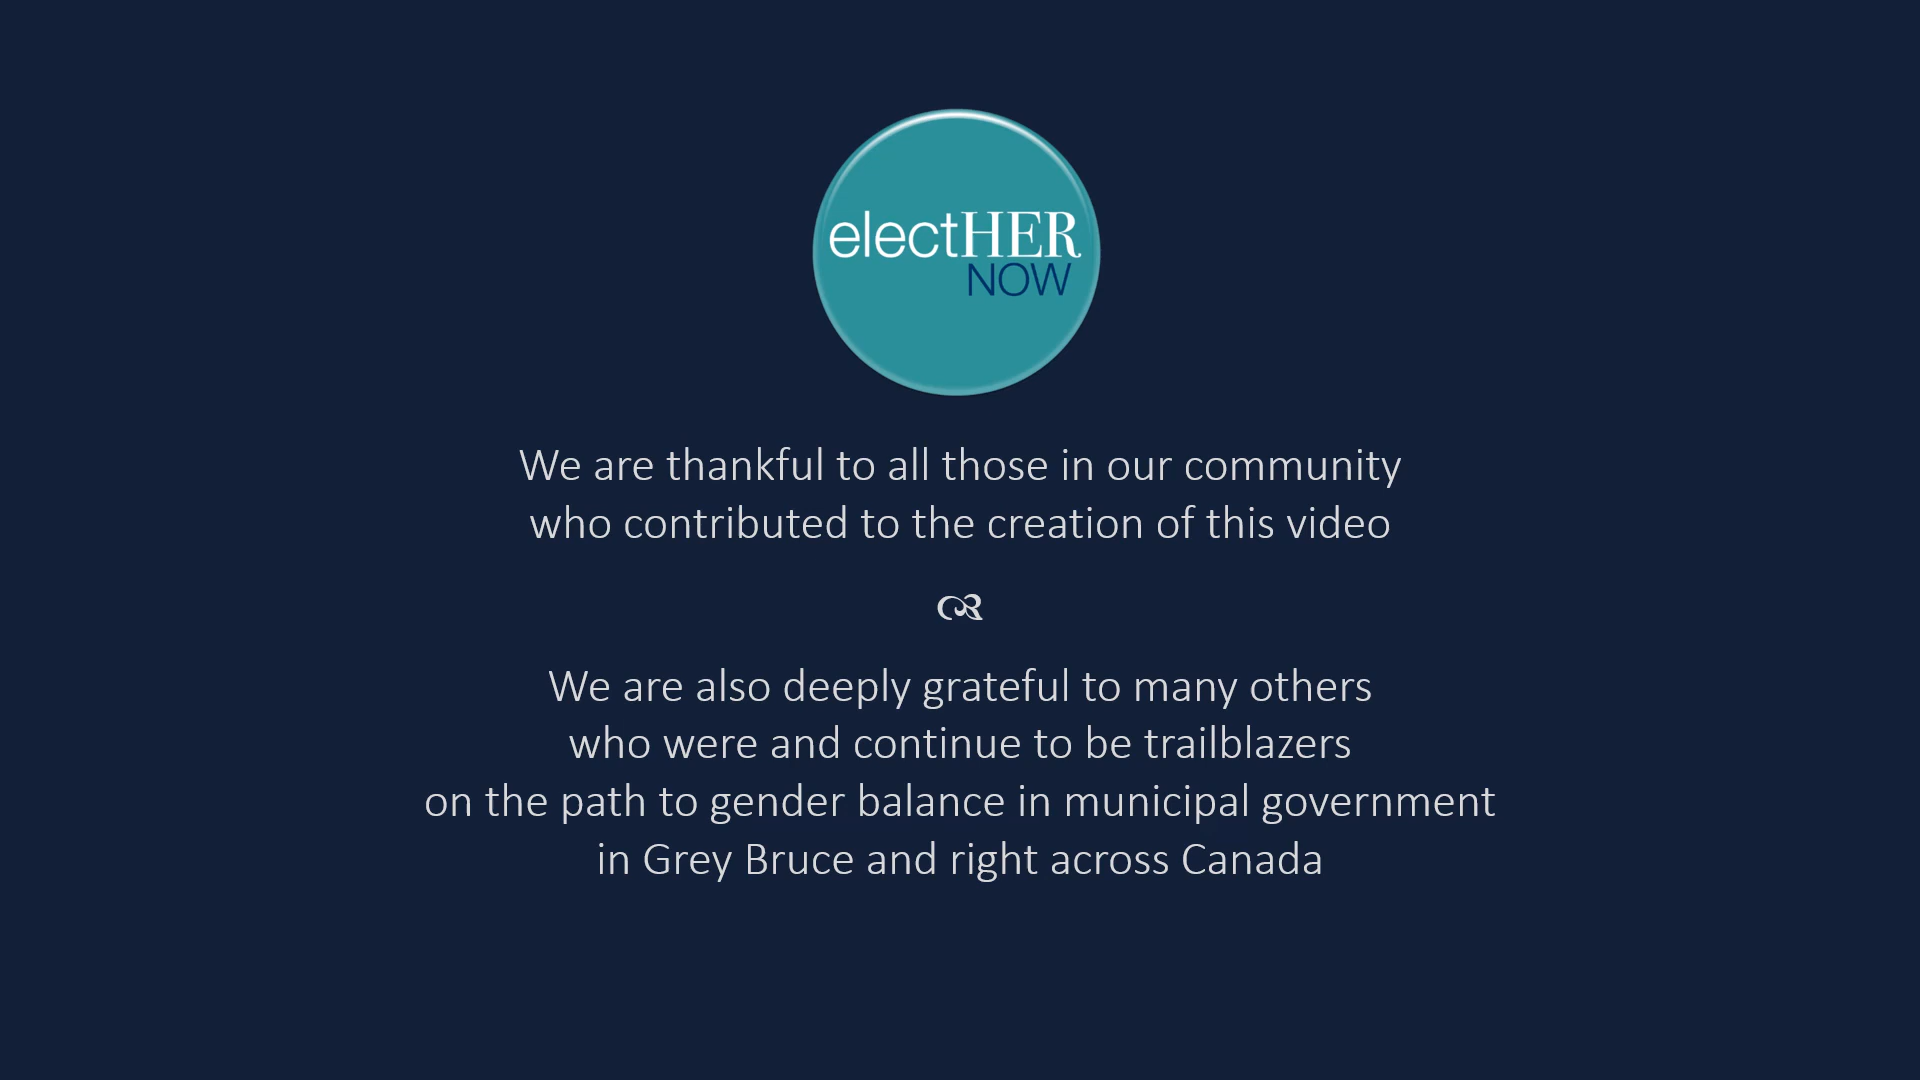 electHER
NOW
We are thankful to all those in our community
who contributed to the creation of this video
We are also deeply grateful to many others
who were and continue to be trailblazers
on the path to gender balance in municipal government
in Grey Bruce and right across Canada